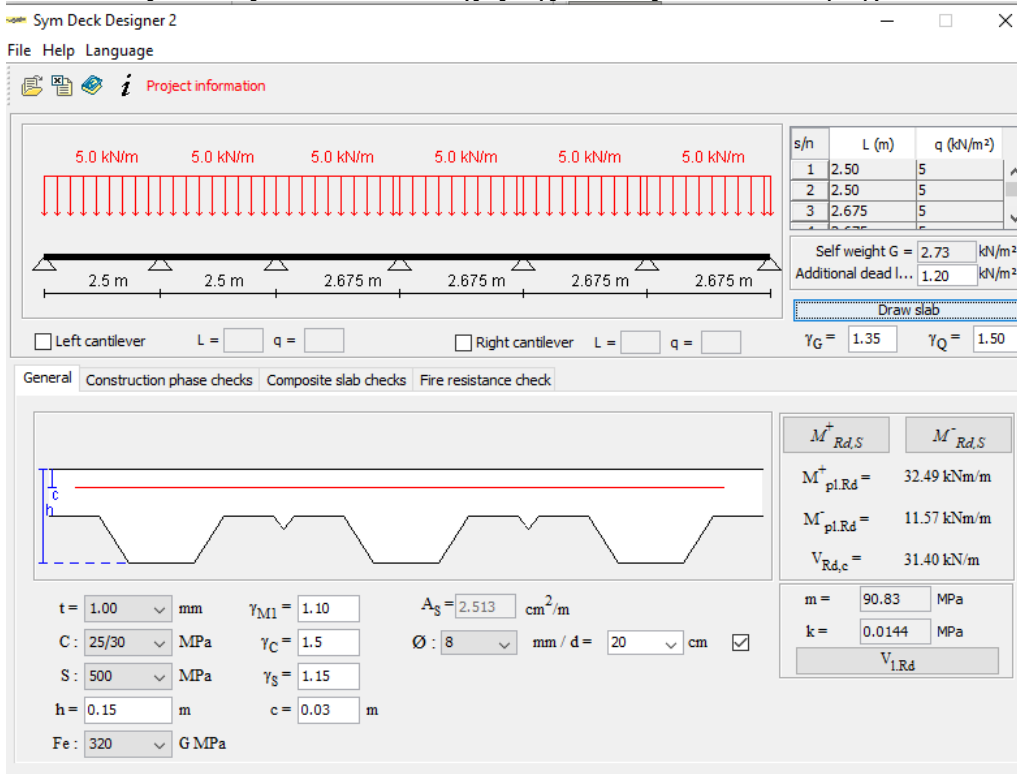 Sym Deck Designer 2
File Help Language
i Project information
5.0 kN/m 5.0 kN/m 5.0 kN/m 5.0 kN/m 5.0 kN/m 5.0 kN/m
2.5 m 2.5 m 2.675 m 2.675 m 2.675 m 2.675 m
s/n L (m) q (kN/m²)
1 2.50 5
2 2.50 5
3 2.675 5
Self weight G = 2.73 kN/m²
Additional dead l... 1.20 kN/m²
Draw slab
Left cantilever L = q = Right cantilever L = q = γG = 1.35 γQ = 1.50
General Construction phase checks Composite slab checks Fire resistance check
c
h
M+Rd,S M-Rd,S
M+pl.Rd = 32.49 kNm/m
M-pl.Rd = 11.57 kNm/m
VRd,c = 31.40 kN/m
t = 1.00 mm γM1 = 1.10 AS = 2.513 cm²/m
C : 25/30 MPa γC = 1.5 Ø : 8 mm / d = 20 cm
S : 500 MPa γS = 1.15
h = 0.15 m c = 0.03 m
Fe : 320 G MPa
m = 90.83 MPa
k = 0.0144 MPa
V1.Rd